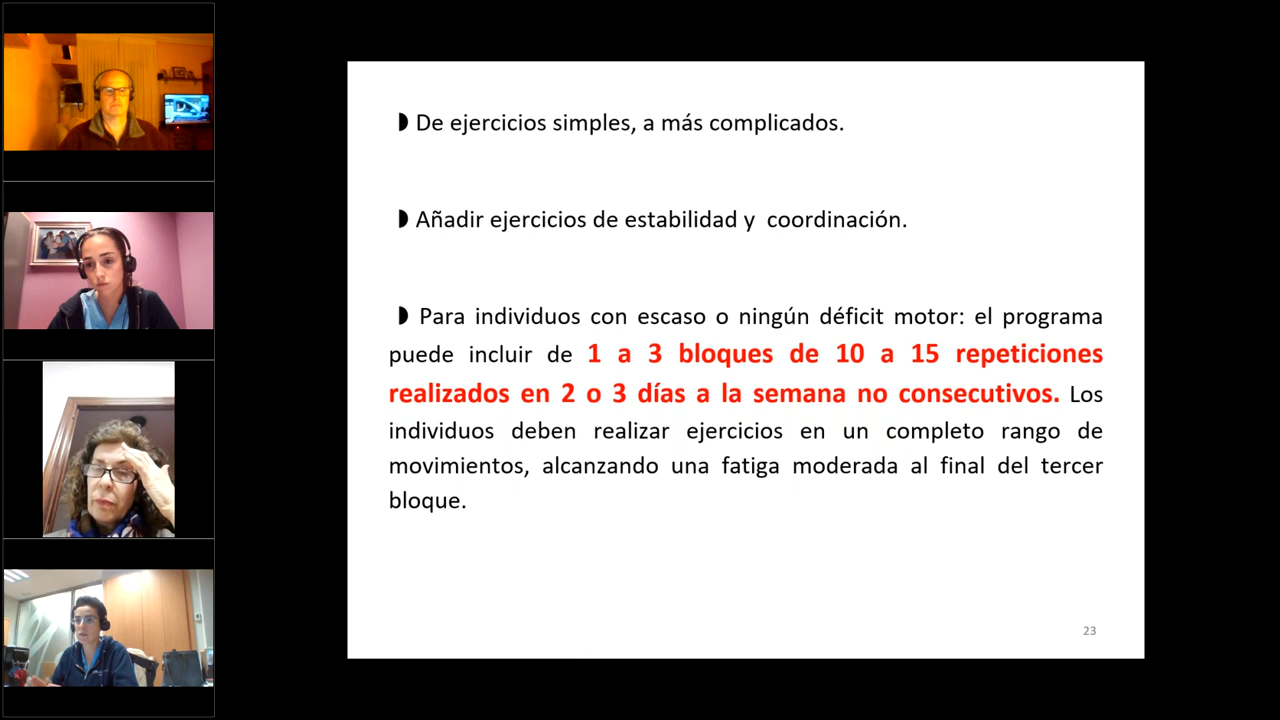 ◗ De ejercicios simples, a más complicados.
◗ Añadir ejercicios de estabilidad y  coordinación.
◗ Para individuos con escaso o ningún déficit motor: el programa
puede incluir de 1 a 3 bloques de 10 a 15 repeticiones
realizados en 2 o 3 días a la semana no consecutivos. Los
individuos deben realizar ejercicios en un completo rango de
movimientos, alcanzando una fatiga moderada al final del tercer
bloque.
23